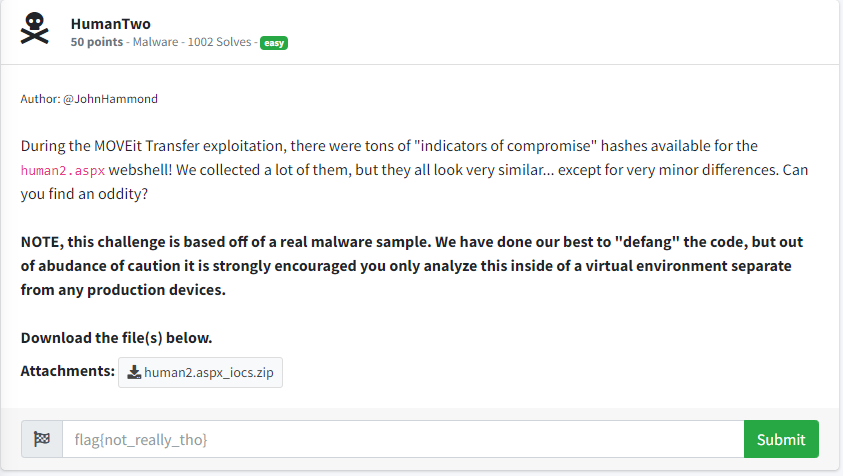 HumanTwo
50 points - Malware - 1002 Solves - easy
Author: @JohnHammond
During the MOVEit Transfer exploitation, there were tons of "indicators of compromise" hashes available for the
human2.aspx webshell! We collected a lot of them, but they all look very similar... except for very minor differences. Can
you find an oddity?
NOTE, this challenge is based off of a real malware sample. We have done our best to "defang" the code, but out
of abudance of caution it is strongly encouraged you only analyze this inside of a virtual environment separate
from any production devices.
Download the file(s) below.
Attachments: human2.aspx_iocs.zip
flag{not_really_tho} Submit